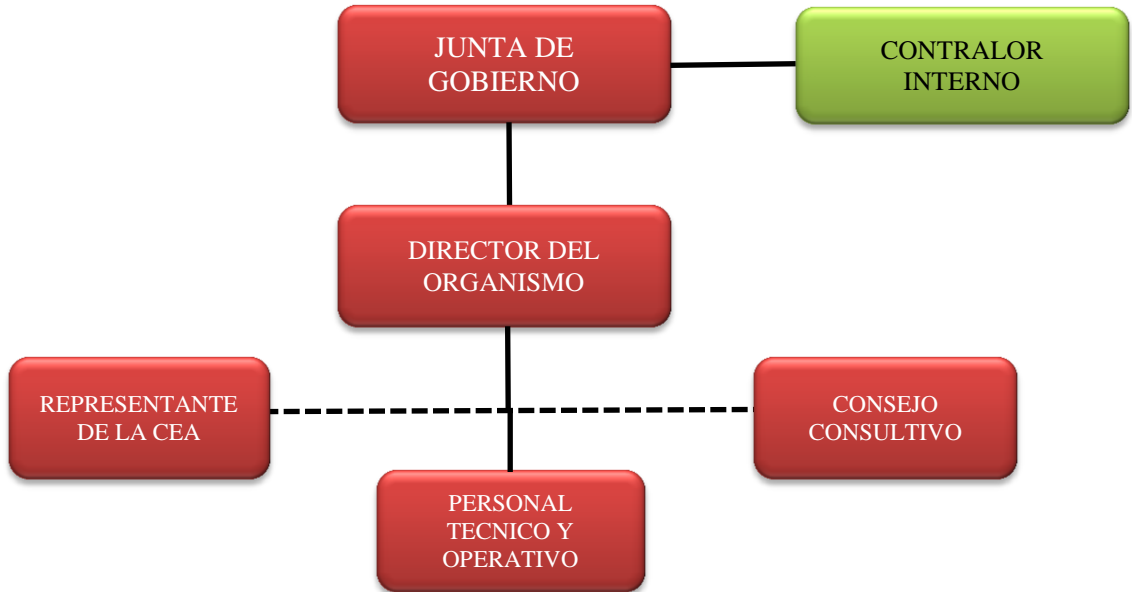 JUNTA DE
GOBIERNO
CONTRALOR
INTERNO
DIRECTOR DEL
ORGANISMO
REPRESENTANTE
DE LA CEA
CONSEJO
CONSULTIVO
PERSONAL
TECNICO Y
OPERATIVO